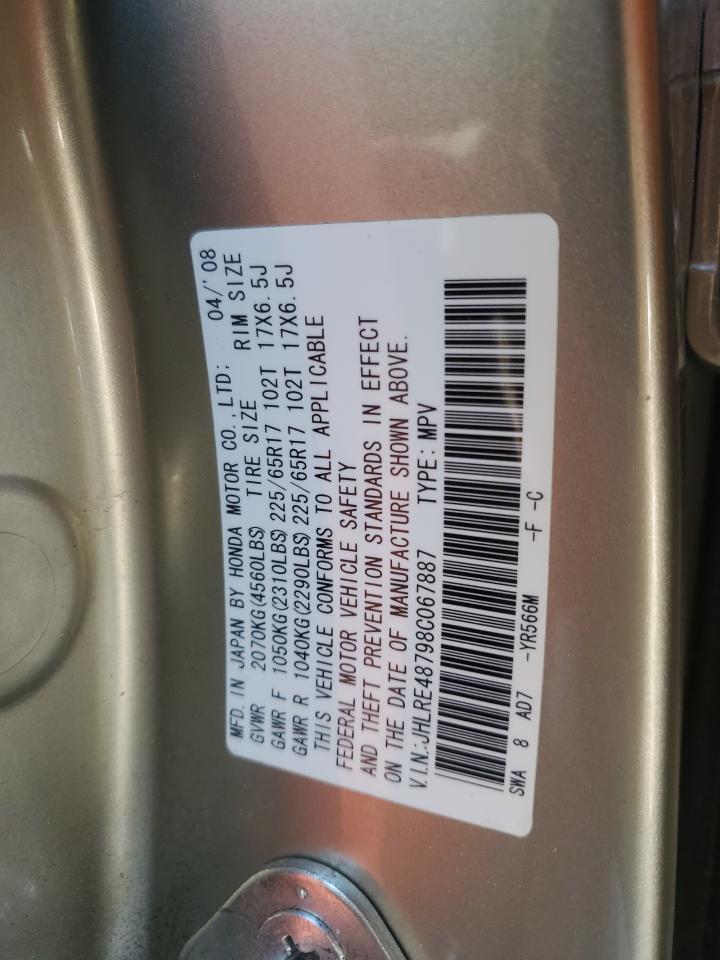 MFD. IN JAPAN BY HONDA MOTOR CO.,LTD; 04/'08
GVWR 2070KG(4560LBS) TIRE SIZE RIM SIZE
GAWR F 1050KG(2310LBS) 225/65R17 102T 17X6.5J
GAWR R 1040KG(2290LBS) 225/65R17 102T 17X6.5J
THIS VEHICLE CONFORMS TO ALL APPLICABLE
FEDERAL MOTOR VEHICLE SAFETY
AND THEFT PREVENTION STANDARDS IN EFFECT
ON THE DATE OF MANUFACTURE SHOWN ABOVE.
V.I.N.:JHLRE48798C067887 TYPE:MPV
SWA 8 AD7 -YR566M -F -C